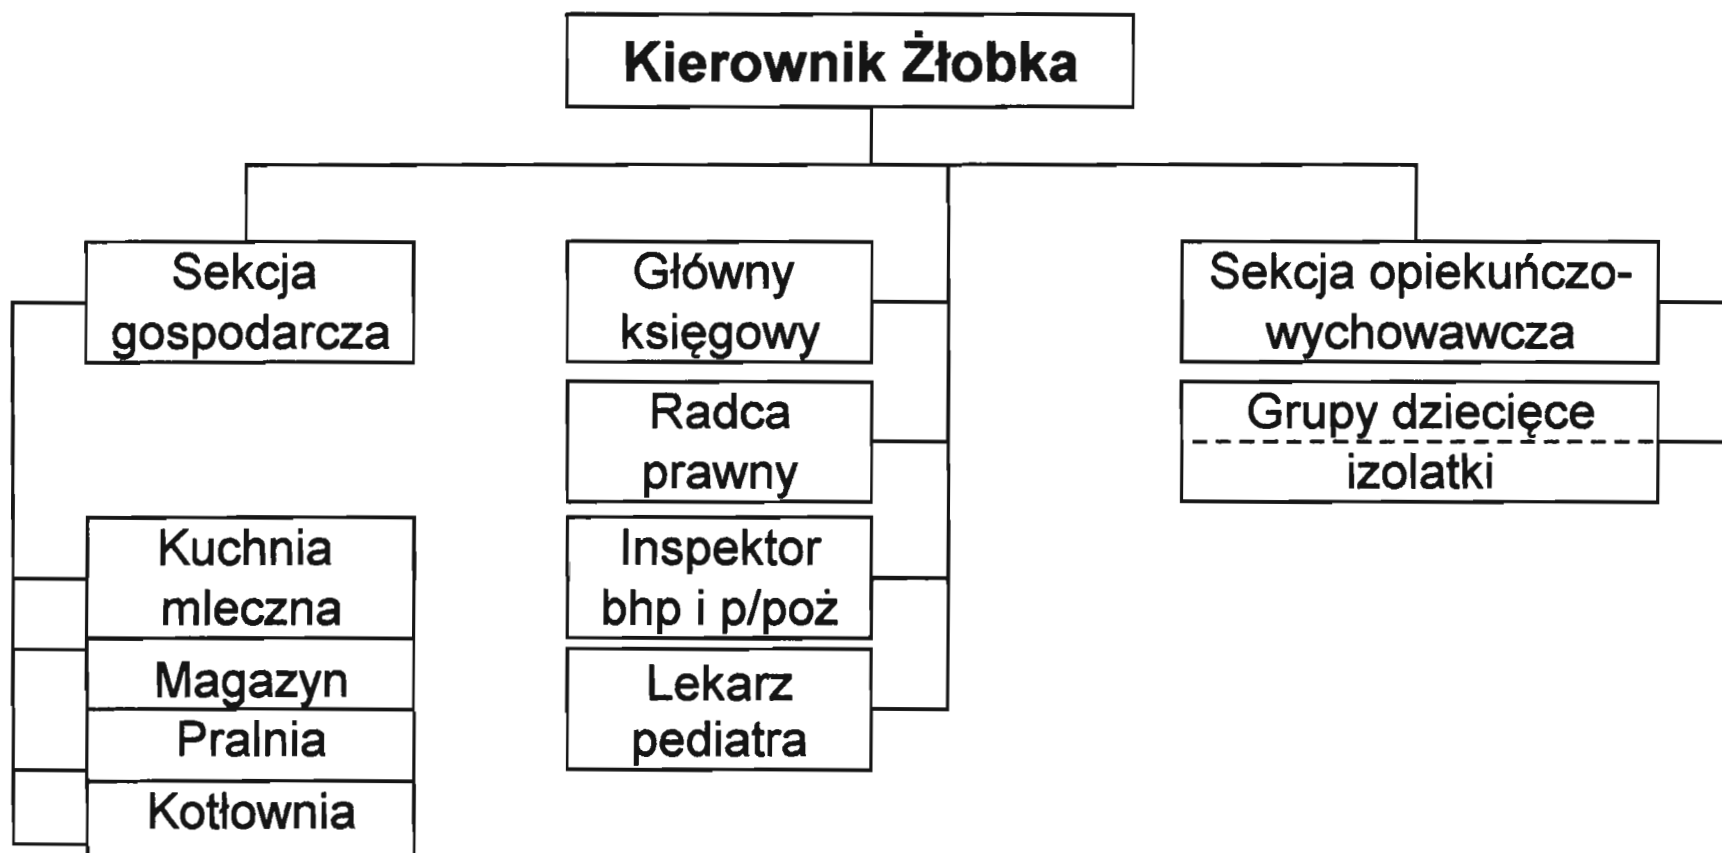 Kierownik Żłobka
Sekcja
gospodarcza
Kuchnia
mleczna
Magazyn
Pralnia
Kotłownia
Główny
księgowy
Radca
prawny
Inspektor
bhp i p/poż
Lekarz
pediatra
Sekcja opiekuńczo-
wychowawcza
Grupy dziecięce
izolatki